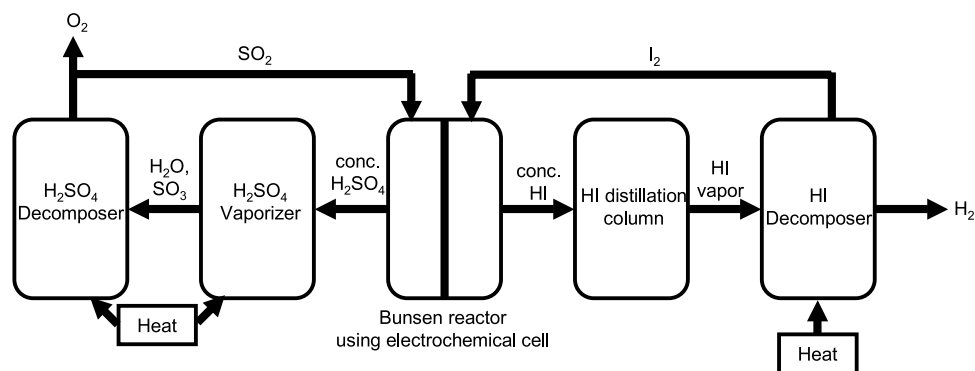 O₂
SO₂
I₂
H₂SO₄
Decomposer
H₂O,
SO₃
H₂SO₄
Vaporizer
conc.
H₂SO₄
conc.
HI
HI distillation
column
HI
vapor
HI
Decomposer
H₂
Heat
Bunsen reactor
using electrochemical cell
Heat